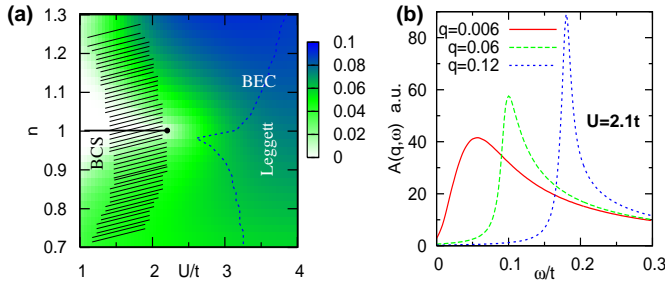 (a)
1.3
1.2
1.1
1
0.9
0.8
0.7
n
1
2
U/t
3
4
BCS
BEC
Leggett
0.1
0.08
0.06
0.04
0.02
0
(b)
q=0.006
q=0.06
q=0.12
U=2.1t
A(q,ω) a.u.
80
60
40
20
0
0
0.1
ω/t
0.2
0.3